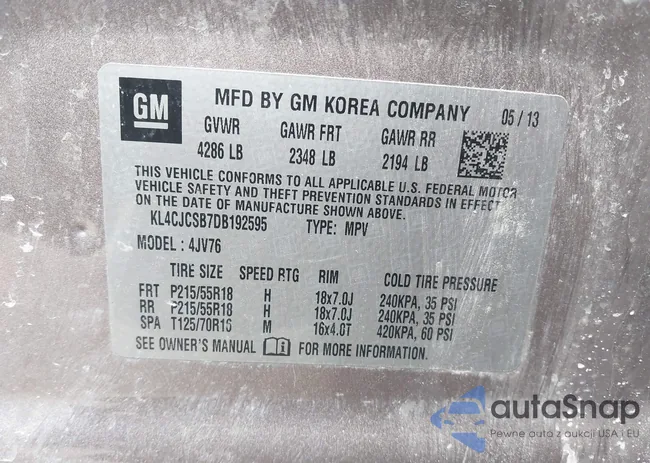 GM
MFD BY GM KOREA COMPANY 05 / 13
GVWR GAWR FRT GAWR RR
4286 LB 2348 LB 2194 LB
THIS VEHICLE CONFORMS TO ALL APPLICABLE U.S. FEDERAL MOTOR
VEHICLE SAFETY AND THEFT PREVENTION STANDARDS IN EFFECT
ON THE DATE OF MANUFACTURE SHOWN ABOVE.
KL4CJCSB7DB192595 TYPE: MPV
MODEL : 4JV76
TIRE SIZE SPEED RTG RIM COLD TIRE PRESSURE
FRT P215/55R18 H 18x7.0J 240KPA, 35 PSI
RR P215/55R18 H 18x7.0J 240KPA, 35 PSI
SPA T125/70R16 M 16x4.0T 420KPA, 60 PSI
SEE OWNER'S MANUAL FOR MORE INFORMATION.
autaSnap
Pewne auta z aukcji USA i EU